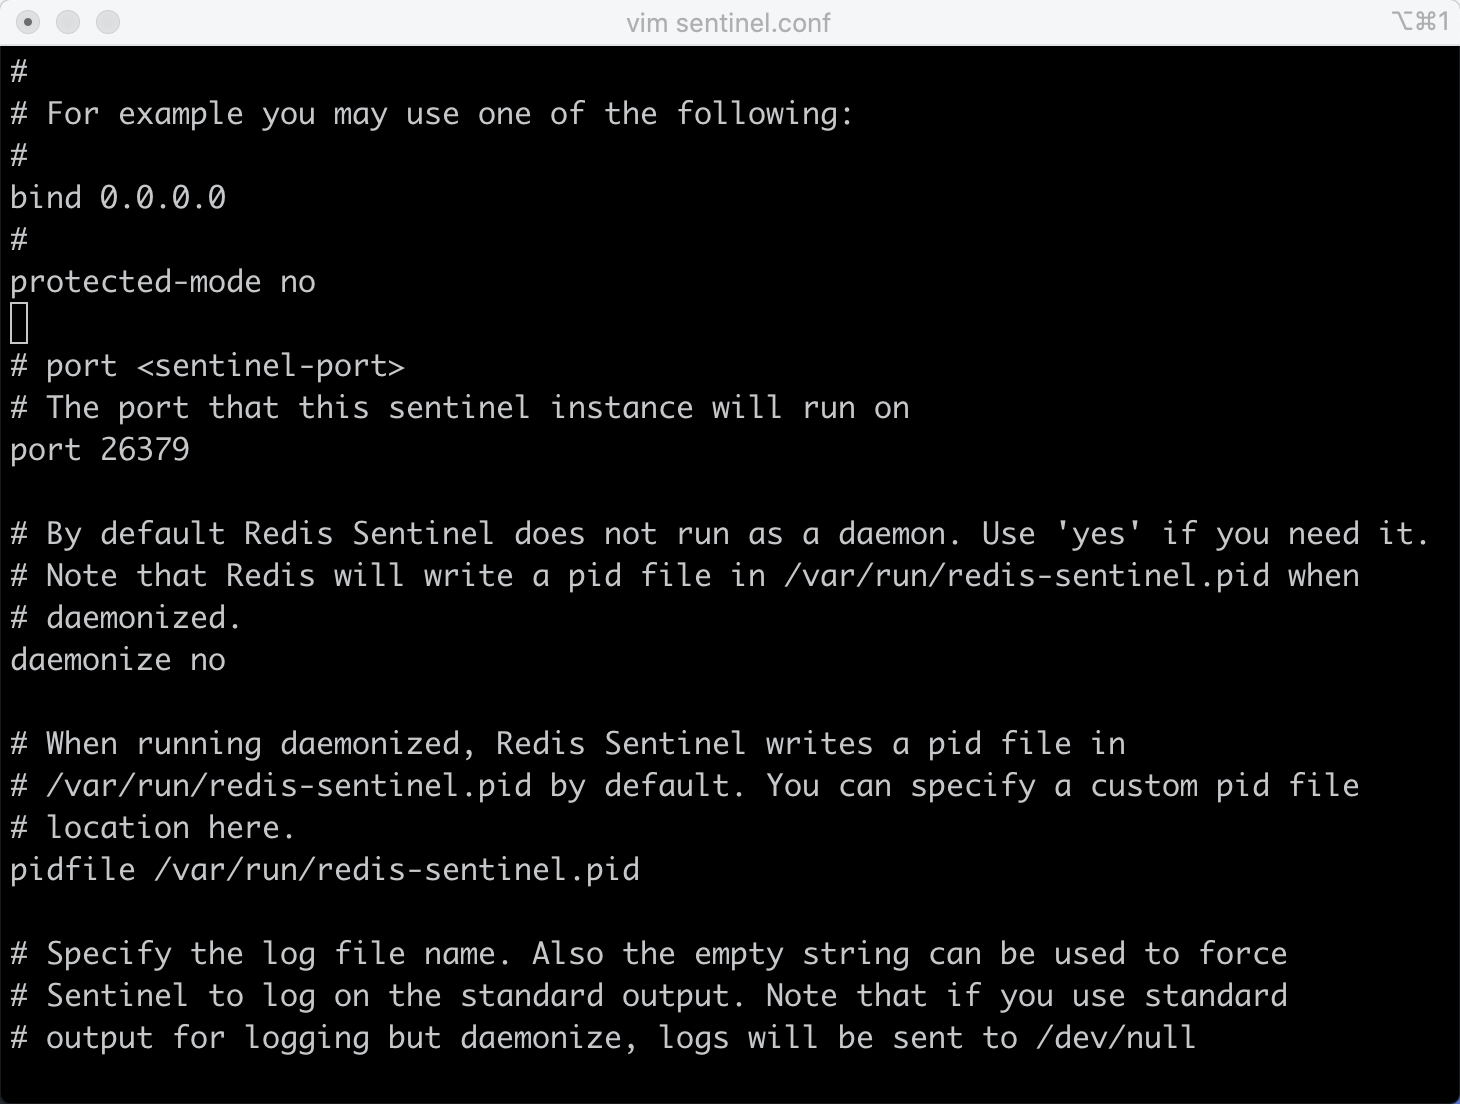 vim sentinel.conf
⌥⌘1
#
# For example you may use one of the following:
#
bind 0.0.0.0
#
protected-mode no
# port <sentinel-port>
# The port that this sentinel instance will run on
port 26379
# By default Redis Sentinel does not run as a daemon. Use 'yes' if you need it.
# Note that Redis will write a pid file in /var/run/redis-sentinel.pid when
# daemonized.
daemonize no
# When running daemonized, Redis Sentinel writes a pid file in
# /var/run/redis-sentinel.pid by default. You can specify a custom pid file
# location here.
pidfile /var/run/redis-sentinel.pid
# Specify the log file name. Also the empty string can be used to force
# Sentinel to log on the standard output. Note that if you use standard
# output for logging but daemonize, logs will be sent to /dev/null